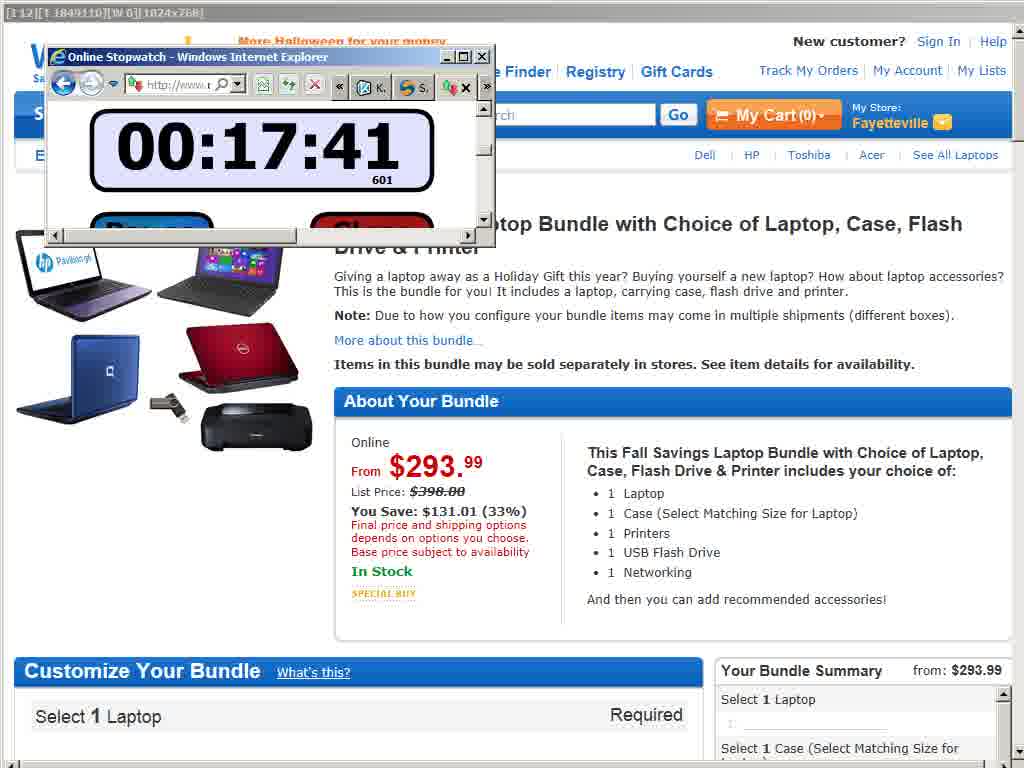 [1 12][T 1849110][W 0][1024x768]
More Halloween for your money
New customer? Sign In | Help
Online Stopwatch - Windows Internet Explorer
W
Sa
e Finder | Registry | Gift Cards
Track My Orders | My Account | My Lists
http://www.
« K. S. »
S
rch
Go
My Cart (0)
My Store:
Fayetteville
00:17:41
601
E
Dell | HP | Toshiba | Acer | See All Laptops
top Bundle with Choice of Laptop, Case, Flash
Drive & Printer
hp Pavilion g6
Giving a laptop away as a Holiday Gift this year? Buying yourself a new laptop? How about laptop accessories?
This is the bundle for you! It includes a laptop, carrying case, flash drive and printer.
Note: Due to how you configure your bundle items may come in multiple shipments (different boxes).
More about this bundle...
Items in this bundle may be sold separately in stores. See item details for availability.
About Your Bundle
Online
From $293.99
List Price: $398.00
You Save: $131.01 (33%)
Final price and shipping options
depends on options you choose.
Base price subject to availability
In Stock
SPECIAL BUY
This Fall Savings Laptop Bundle with Choice of Laptop,
Case, Flash Drive & Printer includes your choice of:
• 1 Laptop
• 1 Case (Select Matching Size for Laptop)
• 1 Printers
• 1 USB Flash Drive
• 1 Networking
And then you can add recommended accessories!
Customize Your Bundle What's this?
Select 1 Laptop
Required
Your Bundle Summary from: $293.99
Select 1 Laptop
1:
Select 1 Case (Select Matching Size for